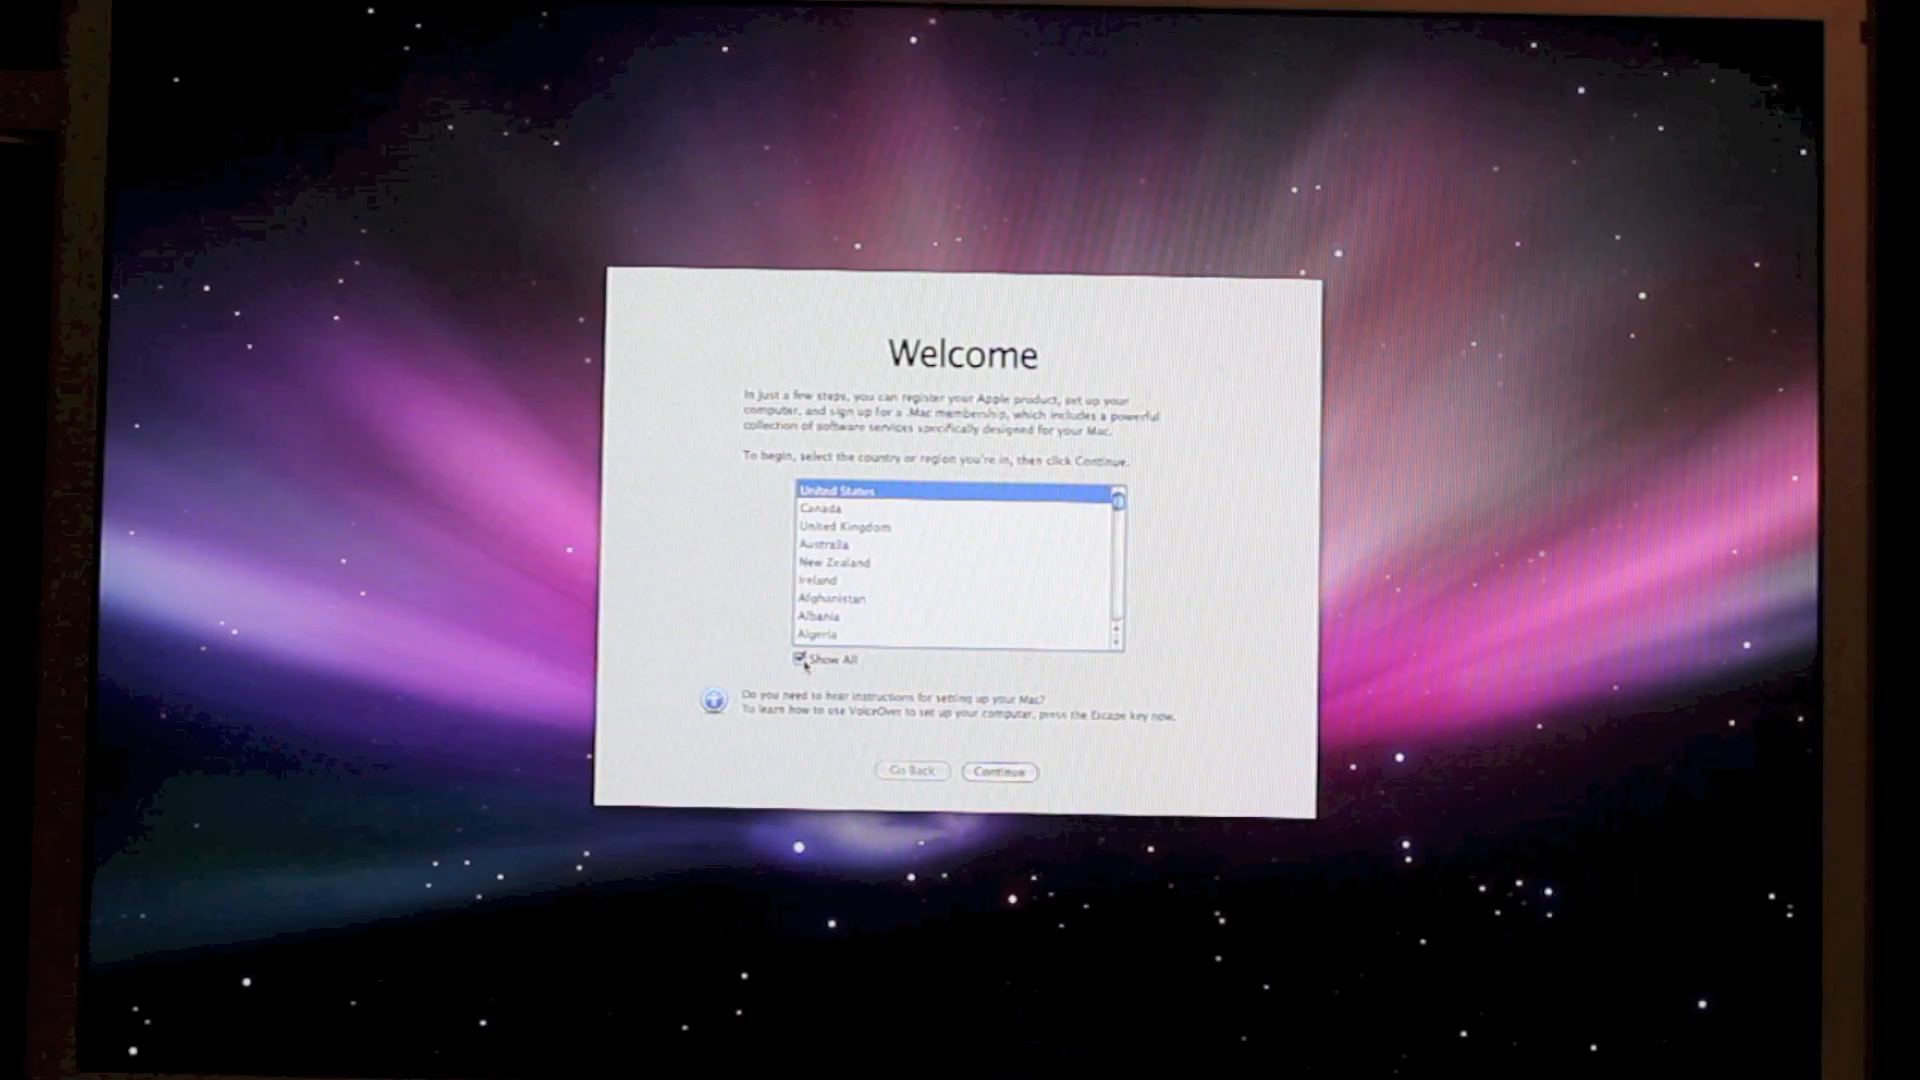 Welcome
In just a few steps, you can register your Apple product, set up your
computer, and sign up for a .Mac membership, which includes a powerful
collection of software services specifically designed for your Mac.
To begin, select the country or region you're in, then click Continue.
United States
Canada
United Kingdom
Australia
New Zealand
Ireland
Afghanistan
Albania
Algeria
Show All
Do you need to hear instructions for setting up your Mac?
To learn how to use VoiceOver to set up your computer, press the Escape key now.
Go Back
Continue